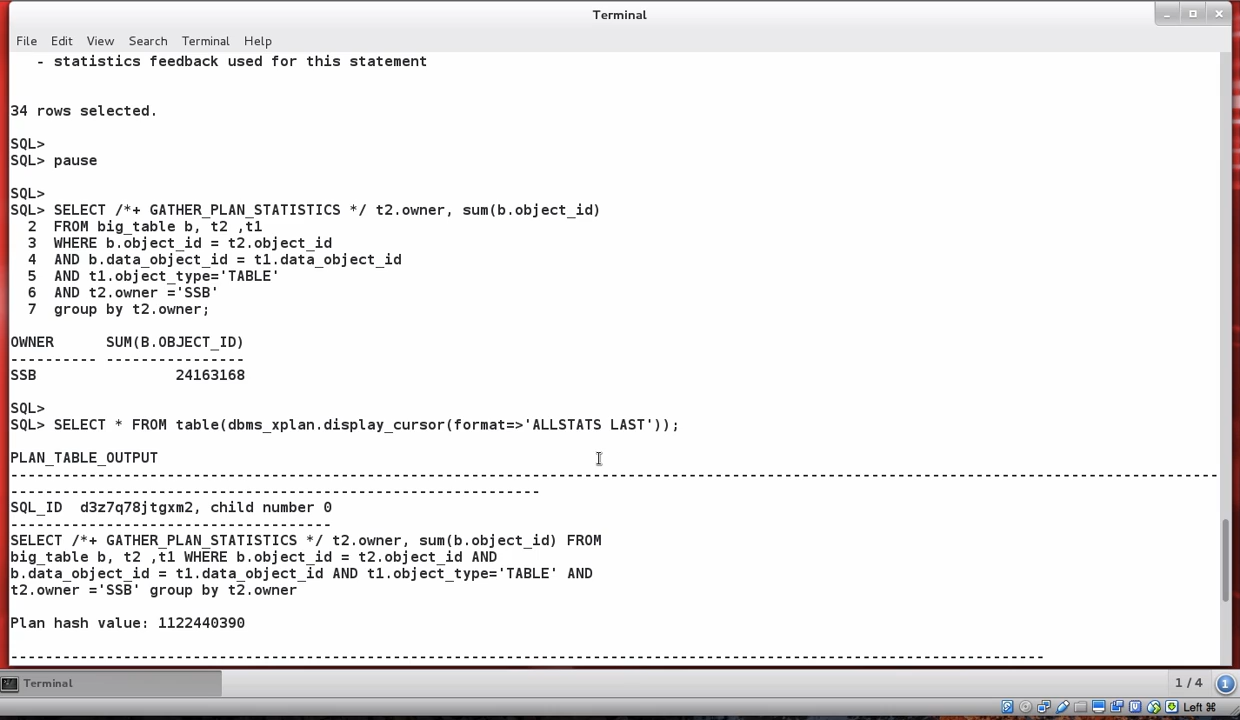 Terminal
File Edit View Search Terminal Help
- statistics feedback used for this statement
34 rows selected.
SQL>
SQL> pause
SQL>
SQL> SELECT /*+ GATHER_PLAN_STATISTICS */ t2.owner, sum(b.object_id)
2 FROM big_table b, t2 ,t1
3 WHERE b.object_id = t2.object_id
4 AND b.data_object_id = t1.data_object_id
5 AND t1.object_type='TABLE'
6 AND t2.owner ='SSB'
7 group by t2.owner;
OWNER SUM(B.OBJECT_ID)
---------- ----------------
SSB 24163168
SQL>
SQL> SELECT * FROM table(dbms_xplan.display_cursor(format=>'ALLSTATS LAST'));
PLAN_TABLE_OUTPUT
-------------------------------------------------------------------------------------------------------------------------------------------
-------------------------------------------------------------
SQL_ID d3z7q78jtgxm2, child number 0
-------------------------------------
SELECT /*+ GATHER_PLAN_STATISTICS */ t2.owner, sum(b.object_id) FROM
big_table b, t2 ,t1 WHERE b.object_id = t2.object_id AND
b.data_object_id = t1.data_object_id AND t1.object_type='TABLE' AND
t2.owner ='SSB' group by t2.owner
Plan hash value: 1122440390
-----------------------------------------------------------------------------------------------------------------------
Terminal
1 / 4
1
Left ⌘